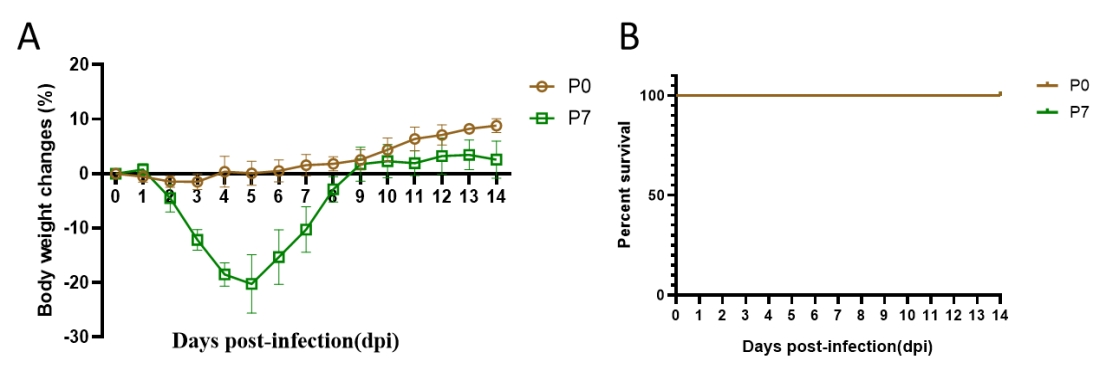 A
Body weight changes (%)
20
10
0
-10
-20
-30
0 1 2 3 4 5 6 7 8 9 10 11 12 13 14
Days post-infection(dpi)
P0
P7
B
Percent survival
100
50
0
0 1 2 3 4 5 6 7 8 9 10 11 12 13 14
Days post-infection(dpi)
P0
P7